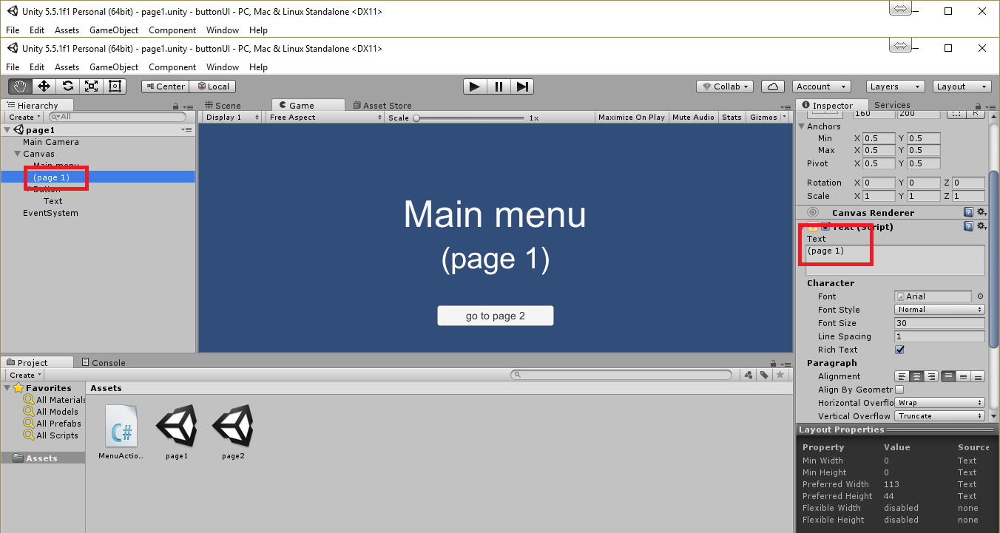 Unity 5.5.1f1 Personal (64bit) - page1.unity - buttonUI - PC, Mac & Linux Standalone <DX11>
File Edit Assets GameObject Component Window Help
Unity 5.5.1f1 Personal (64bit) - page1.unity - buttonUI - PC, Mac & Linux Standalone <DX11>
File Edit Assets GameObject Component Window Help
Center Local Collab Account Layers Layout
Hierarchy
Create All
page1
Main Camera
Canvas
Main menu
(page 1)
Button
Text
EventSystem
Scene Game Asset Store
Display 1 Free Aspect Scale 1x Maximize On Play Mute Audio Stats Gizmos
Main menu
(page 1)
go to page 2
Inspector Services
160 200 R
Anchors
Min X 0.5 Y 0.5
Max X 0.5 Y 0.5
Pivot X 0.5 Y 0.5
Rotation X 0 Y 0 Z 0
Scale X 1 Y 1 Z 1
Canvas Renderer
Text (Script)
Text
(page 1)
Character
Font Arial
Font Style Normal
Font Size 30
Line Spacing 1
Rich Text
Paragraph
Alignment
Align By Geometr
Horizontal Overflo Wrap
Vertical Overflow Truncate
Layout Properties
Property Value Source
Min Width 0 Text
Min Height 0 Text
Preferred Width 113 Text
Preferred Height 44 Text
Flexible Width disabled none
Flexible Height disabled none
Project Console
Create
Favorites
All Materials
All Models
All Prefabs
All Scripts
Assets
Assets
C#
MenuActio... page1 page2